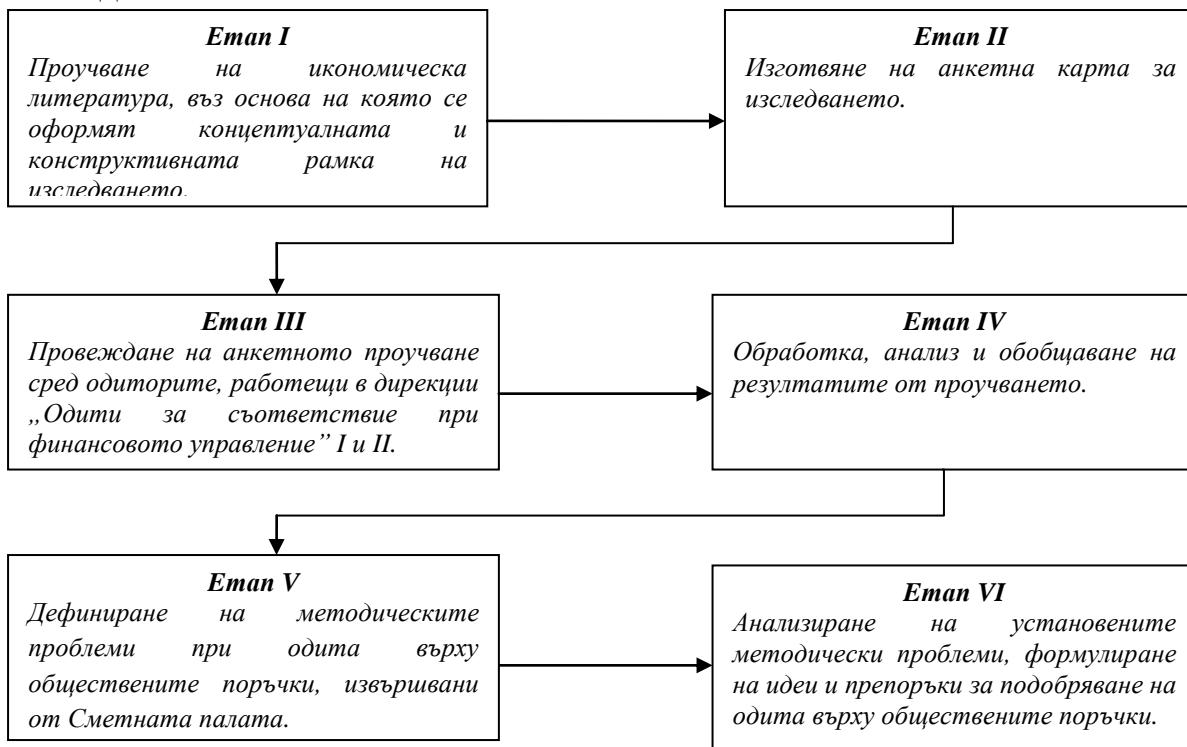 Етап I
Проучване на икономическа
литература, въз основа на която се
оформят концептуалната и
конструктивната рамка на
изследването.
Етап II
Изготвяне на анкетна карта за
изследването.
Етап III
Провеждане на анкетното проучване
сред одиторите, работещи в дирекции
„Одити за съответствие при
финансовото управление” I и II.
Етап IV
Обработка, анализ и обобщаване на
резултатите от проучването.
Етап V
Дефиниране на методическите
проблеми при одита върху
обществените поръчки, извършвани
от Сметната палата.
Етап VI
Анализиране на установените
методически проблеми, формулиране
на идеи и препоръки за подобряване на
одита върху обществените поръчки.